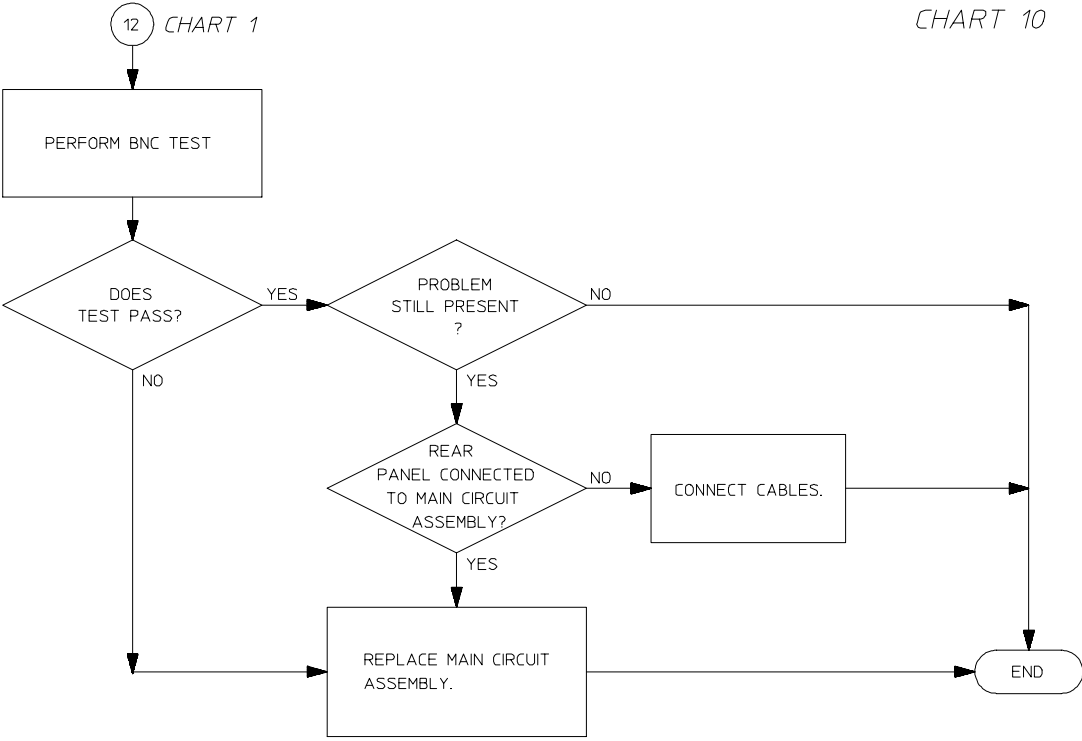 12 CHART 1
CHART 10
PERFORM BNC TEST
DOES
TEST PASS?
YES
NO
PROBLEM
STILL PRESENT
?
NO
YES
REAR
PANEL CONNECTED
TO MAIN CIRCUIT
ASSEMBLY?
NO
CONNECT CABLES.
YES
REPLACE MAIN CIRCUIT
ASSEMBLY.
END